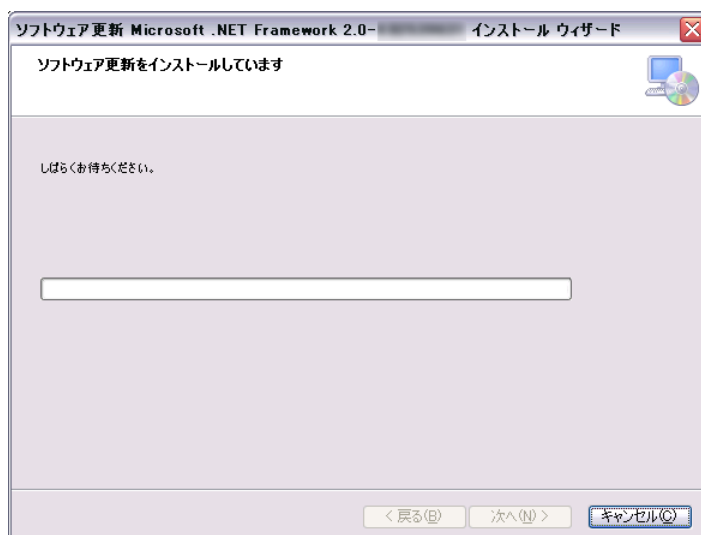 ソフトウェア更新 Microsoft .NET Framework 2.0- インストール ウィザード
ソフトウェア更新をインストールしています
しばらくお待ちください。
< 戻る(B) 次へ(N) > キャンセル(C)